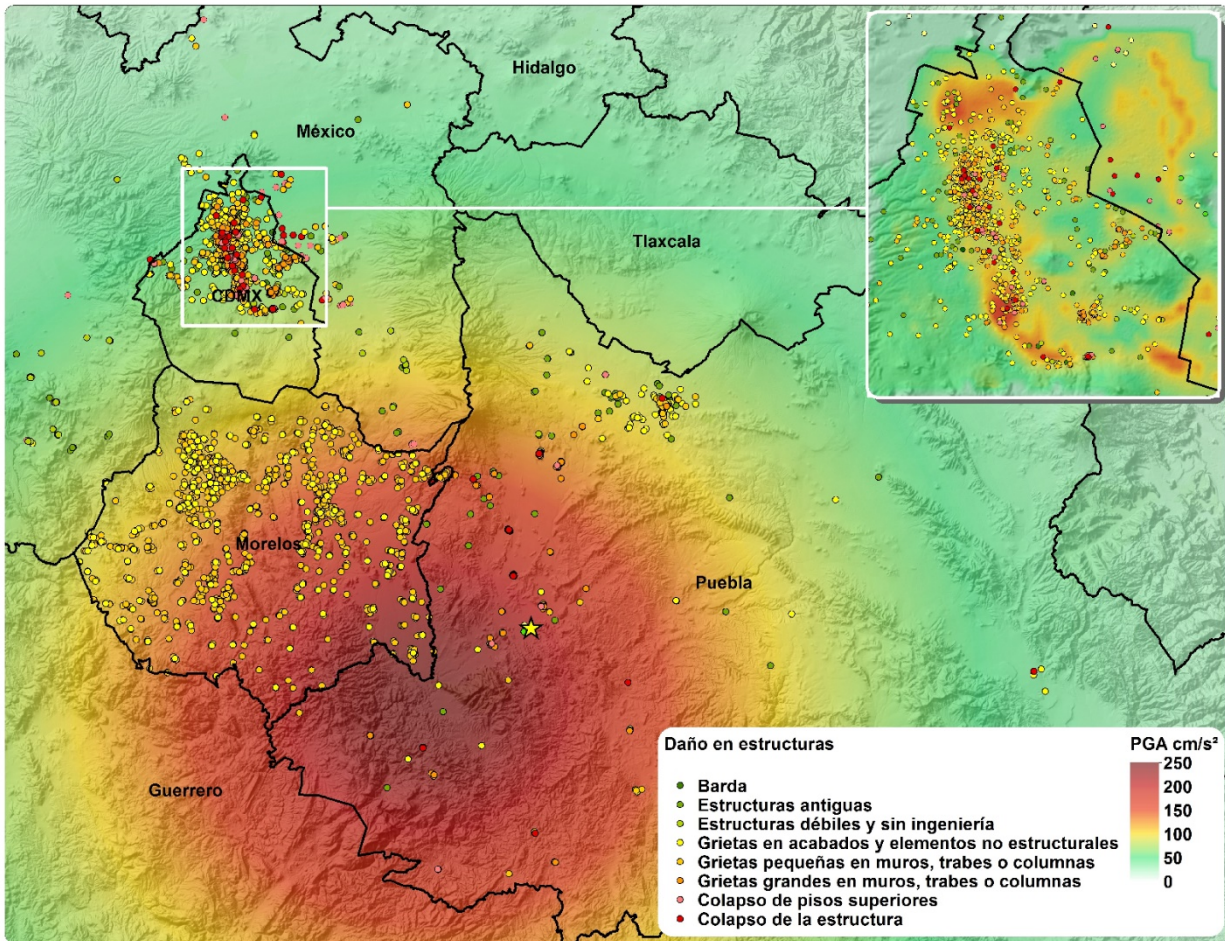 Hidalgo
México
Tlaxcala
CDMX
Morelos
Puebla
Guerrero
Daño en estructuras
PGA cm/s²
Barda
Estructuras antiguas
Estructuras débiles y sin ingeniería
Grietas en acabados y elementos no estructurales
Grietas pequeñas en muros, trabes o columnas
Grietas grandes en muros, trabes o columnas
Colapso de pisos superiores
Colapso de la estructura
250
200
150
100
50
0